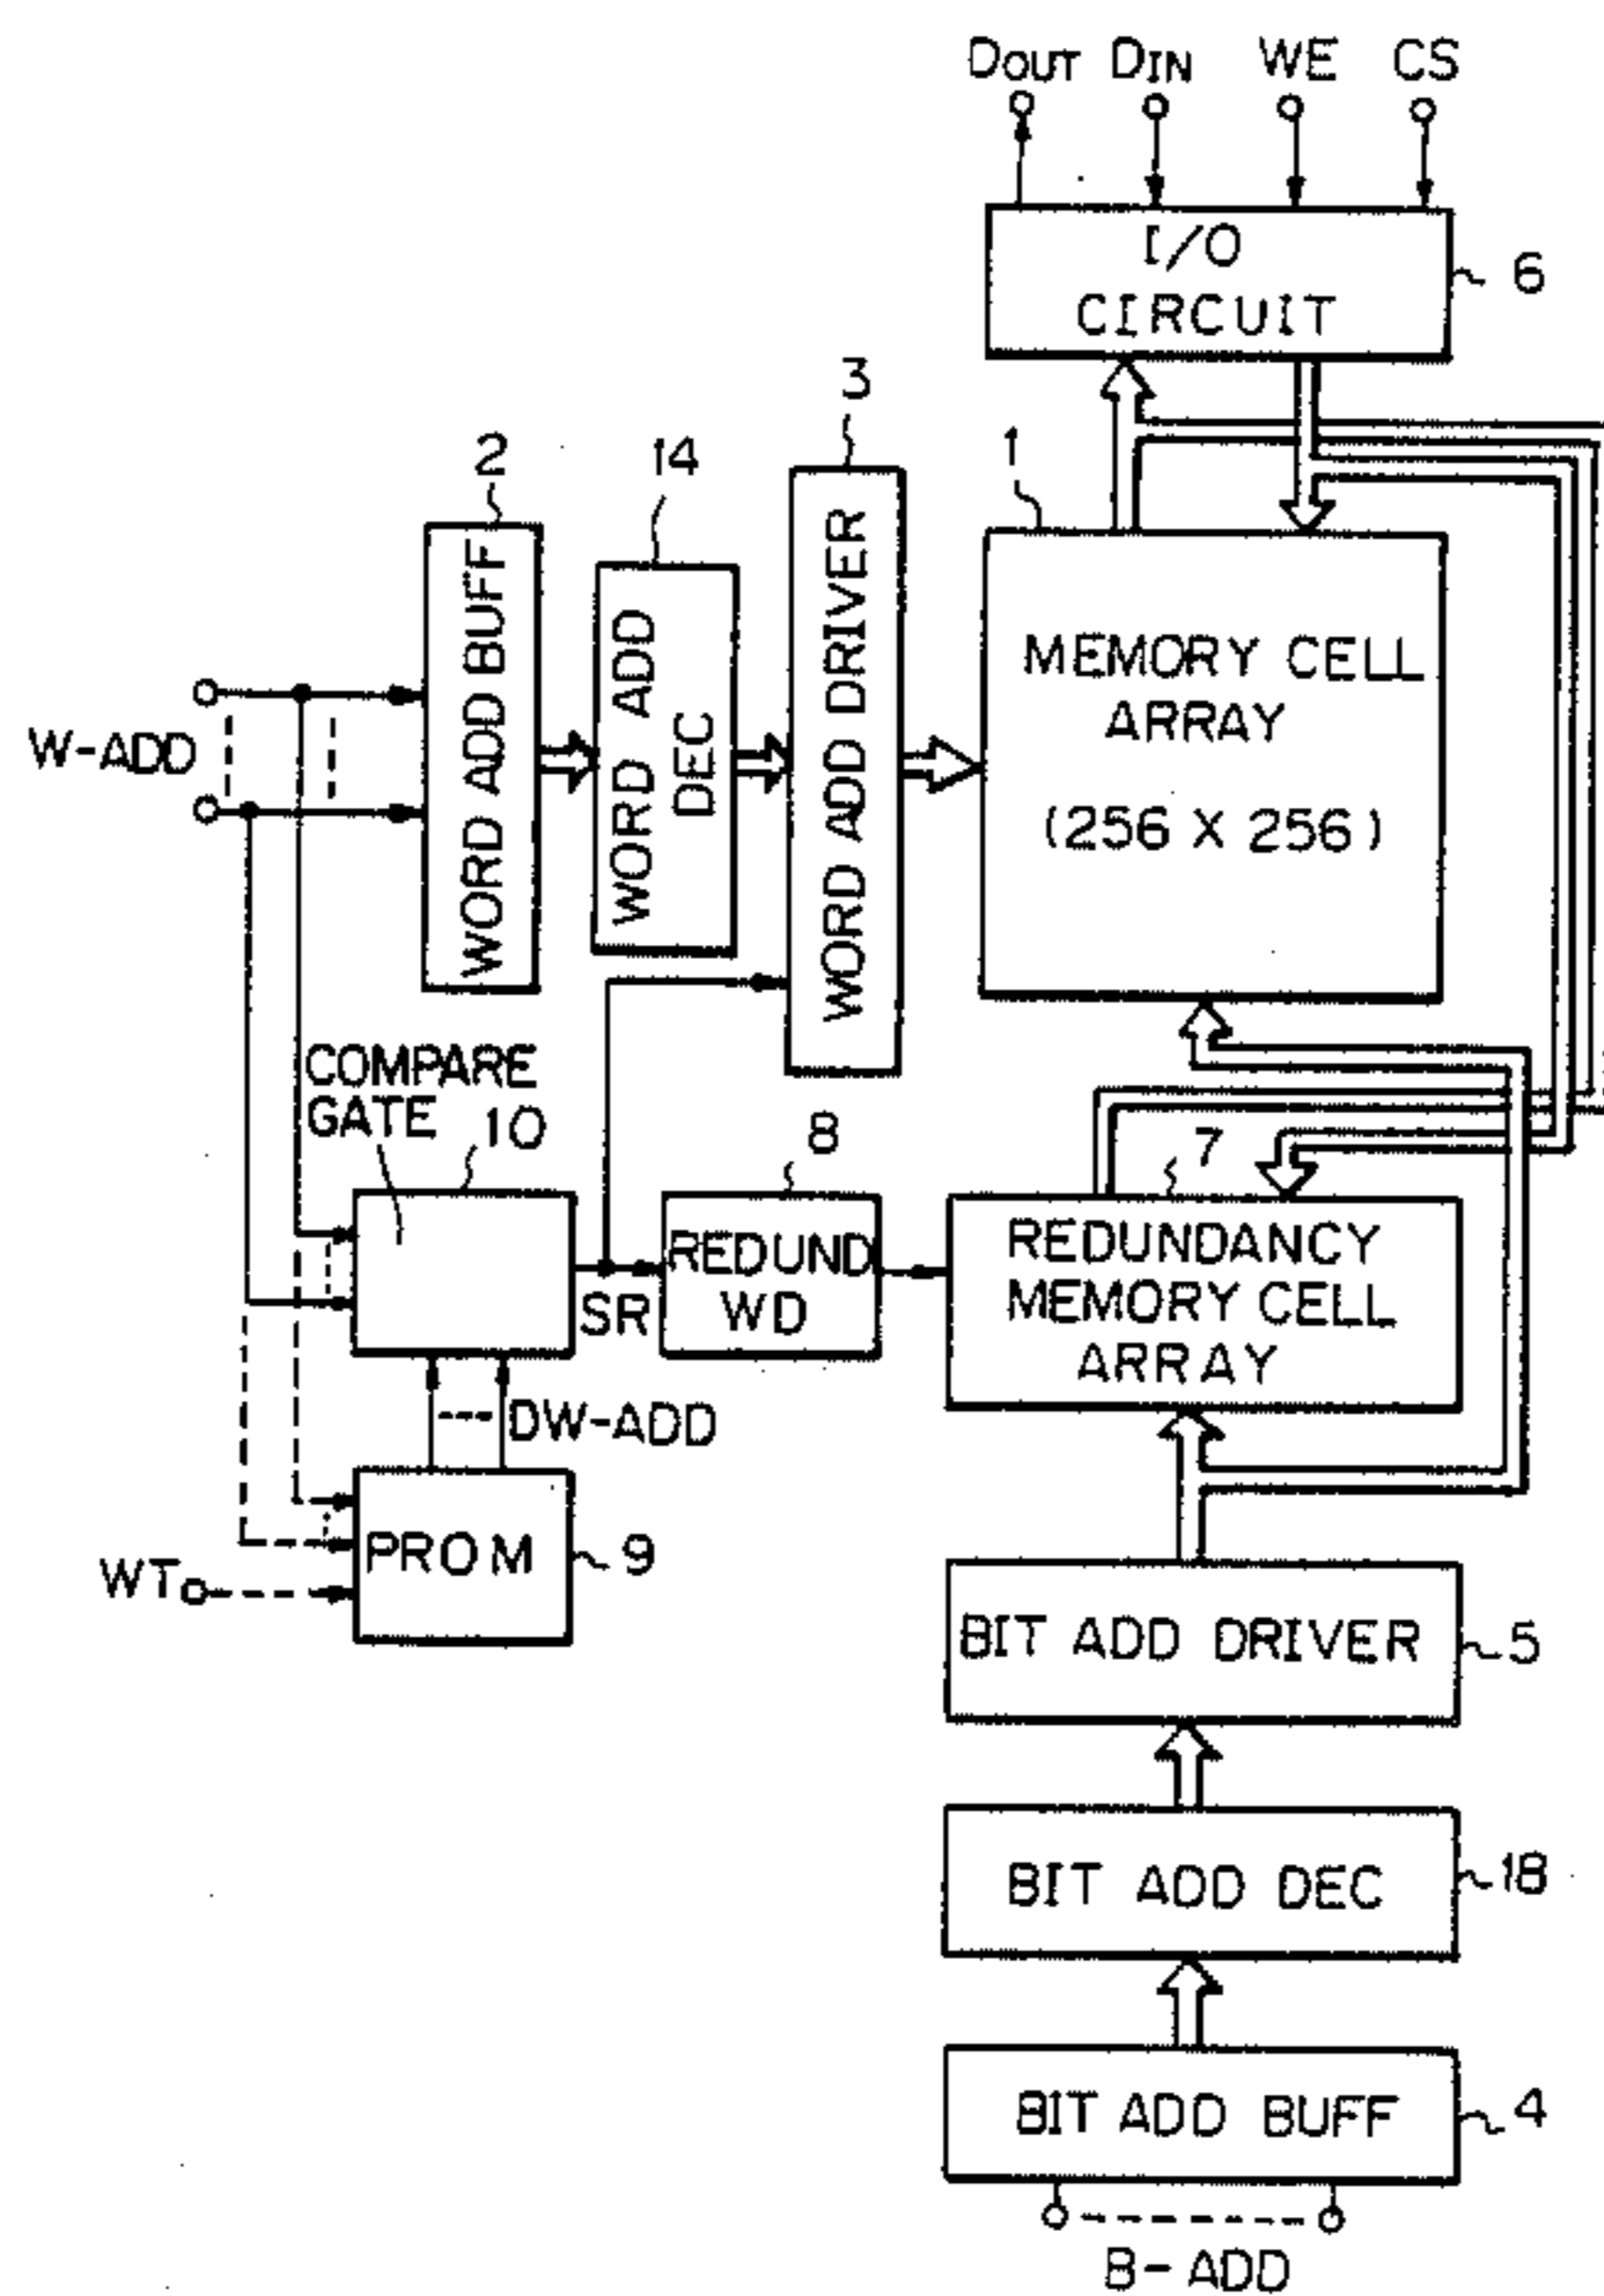 DOUT DIN WE CS
I/O
CIRCUIT
6
3
14
2
1
WORD ADD BUFF
WORD ADD
DEC
WORD ADD DRIVER
MEMORY CELL
ARRAY
(256 X 256)
W-ADD
COMPARE
GATE
10
8
7
REDUND
WD
SR
REDUNDANCY
MEMORY CELL
ARRAY
DW-ADD
PROM
9
WT
BIT ADD DRIVER
5
BIT ADD DEC
18
BIT ADD BUFF
4
B-ADD